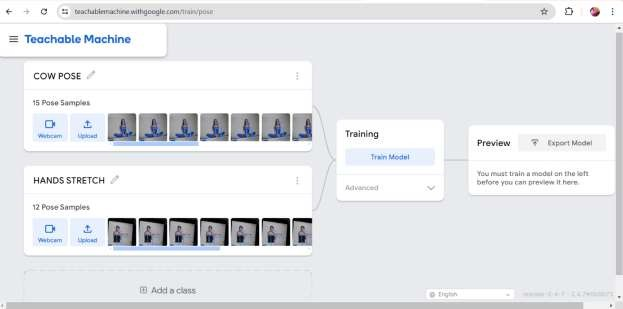 teachablemachine.withgoogle.com/train/pose
Teachable Machine
COW POSE
15 Pose Samples
Webcam
Upload
HANDS STRETCH
12 Pose Samples
Webcam
Upload
Add a class
Training
Train Model
Advanced
Preview
Export Model
You must train a model on the left
before you can preview it here.
English